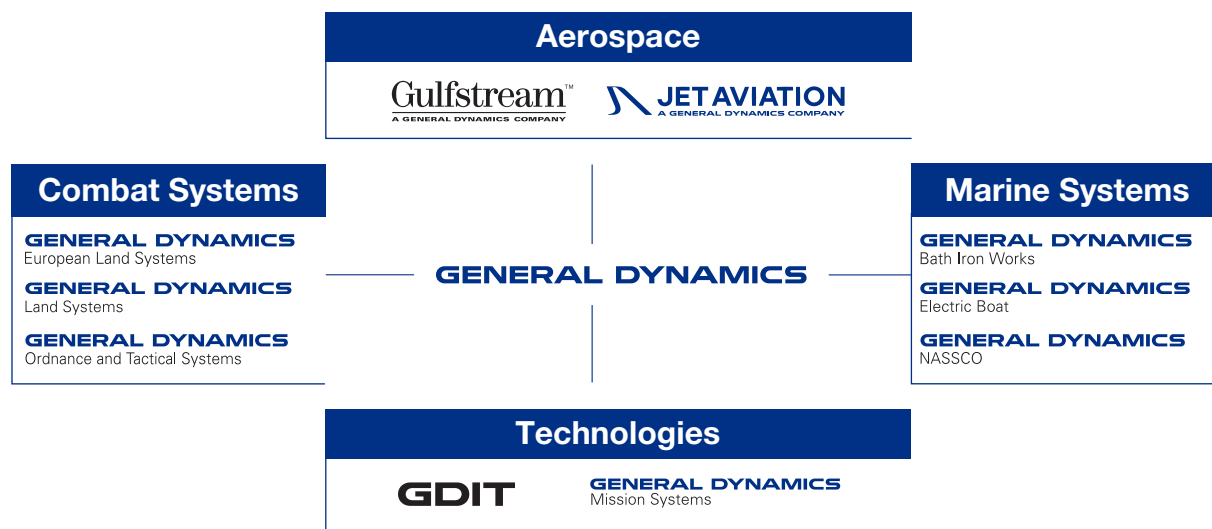 Aerospace
Gulfstream™
A GENERAL DYNAMICS COMPANY
JET AVIATION
A GENERAL DYNAMICS COMPANY
Combat Systems
GENERAL DYNAMICS
European Land Systems
GENERAL DYNAMICS
Land Systems
GENERAL DYNAMICS
Ordnance and Tactical Systems
GENERAL DYNAMICS
Marine Systems
GENERAL DYNAMICS
Bath Iron Works
GENERAL DYNAMICS
Electric Boat
GENERAL DYNAMICS
NASSCO
Technologies
GDIT
GENERAL DYNAMICS
Mission Systems